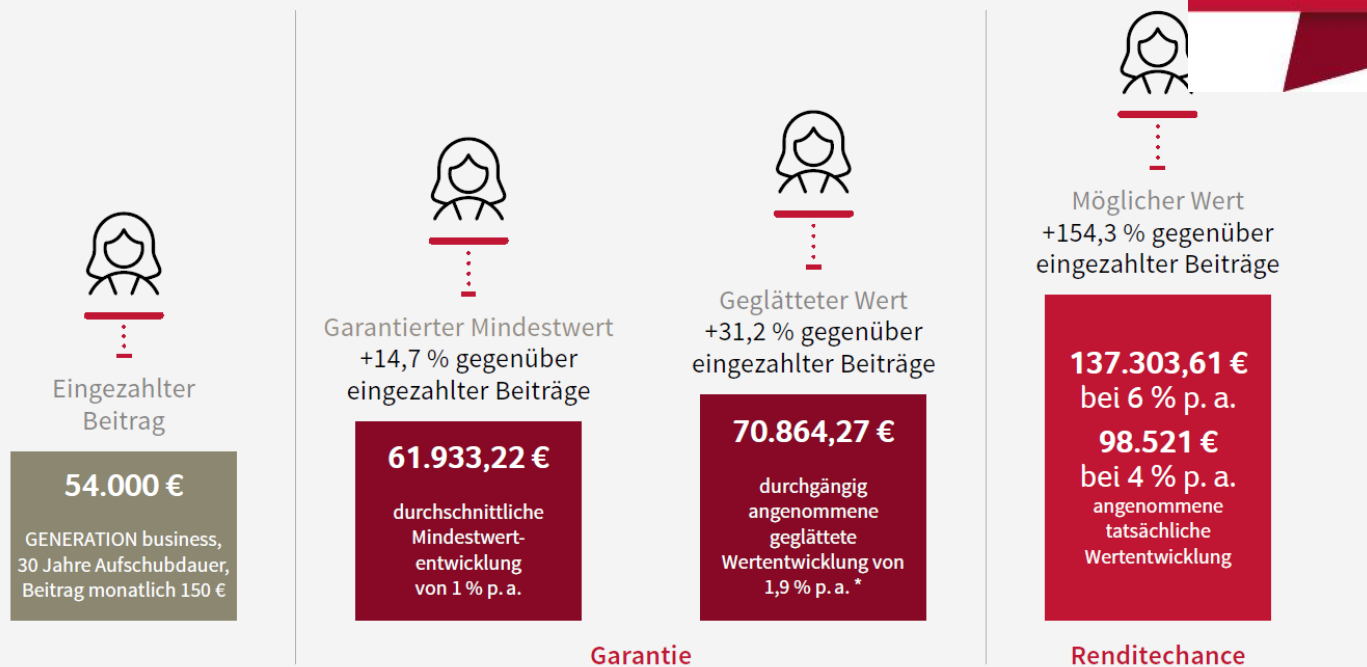 Eingezahlter
Beitrag
54.000 €
GENERATION business,
30 Jahre Aufschubdauer,
Beitrag monatlich 150 €
Garantierter Mindestwert
+14,7 % gegenüber
eingezahlter Beiträge
61.933,22 €
durchschnittliche
Mindestwert-
entwicklung
von 1 % p. a.
Geglätteter Wert
+31,2 % gegenüber
eingezahlter Beiträge
70.864,27 €
durchgängig
angenommene
geglättete
Wertentwicklung von
1,9 % p. a. *
Garantie
Möglicher Wert
+154,3 % gegenüber
eingezahlter Beiträge
137.303,61 €
bei 6 % p. a.
98.521 €
bei 4 % p. a.
angenommene
tatsächliche
Wertentwicklung
Renditechance